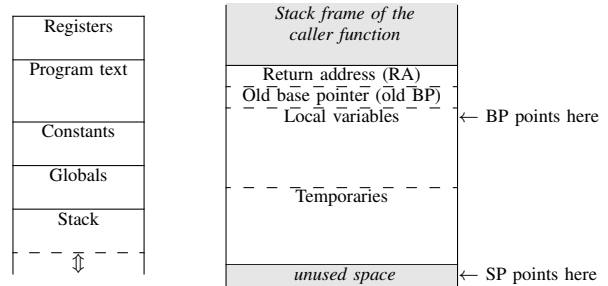 Registers
Program text
Constants
Globals
Stack
⇕
Stack frame of the
caller function
Return address (RA)
Old base pointer (old BP)
Local variables
← BP points here
Temporaries
unused space
← SP points here